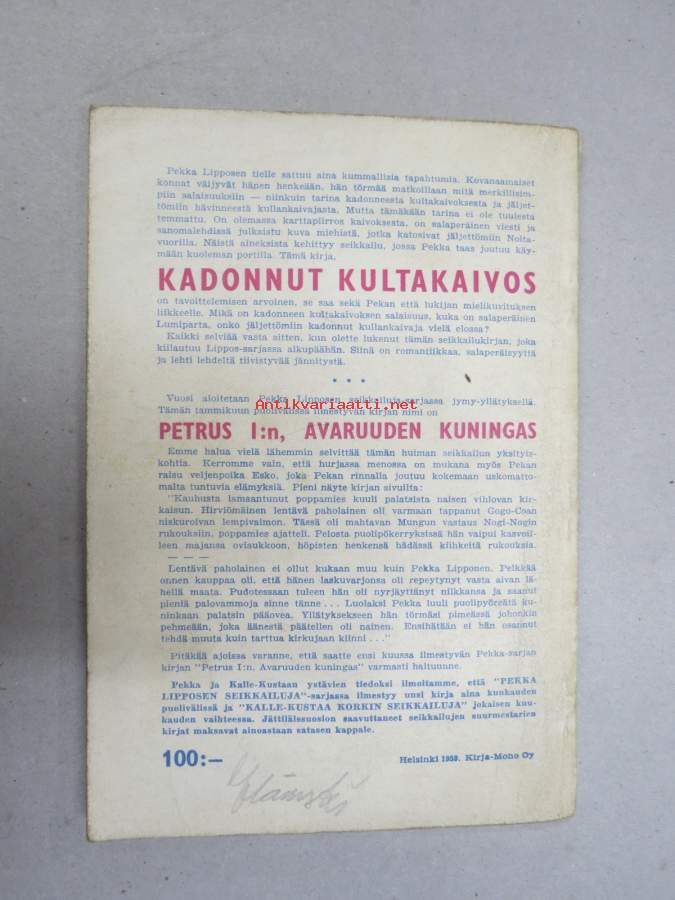 Pekka Lipposen tielle sattuu aina kummallisia tapahtumia. Kovanaamaiset
konnat väijyvät hänen henkeään, hän törmää matkoillaan mitä merkillisim-
piin salaisuuksiin — niinkuin tarina kadonneesta kultakaivoksesta ja jäljet-
tömiin hävinneestä kullankaivajasta. Mutta tämäkään tarina ei ole tuulesta
temmattu. On olemassa karttapiirros kaivoksesta, on salaperäinen viesti ja
sanomalehdissä julkaistu kuva miehistä, jotka katosivat jäljettömiin Noita-
vuorilla. Näistä aineksista kehittyy seikkailu, jossa Pekka taas joutuu käy-
mään kuoleman portilla. Tämä kirja,
KADONNUT KULTAKAIVOS
on tavoittelemisen arvoinen, se saa sekä Pekan että lukijan mielikuvituksen
liikkeelle. Mikä on kadonneen kultakaivoksen salaisuus, kuka on salaperäinen
Lumiparta, onko jäljettömiin kadonnut kullankaivaja vielä elossa?
Kaikki selviää vasta sitten, kun olette lukenut tämän seikkailukirjan, joka
kiilautuu Lippos-sarjassa alkupäähän. Siinä on romantiikkaa, salaperäisyyttä
ja lehti lehdeltä tiivistyvää jännitystä.
• • •
Antikvariaatti.net
Vuosi aloitetaan Pekka Lipposen seikkailuja-sarjassa jymy-yllätyksellä.
Tämän tammikuun puolivälissä ilmestyvän kirjan nimi on
PETRUS I:n, AVARUUDEN KUNINGAS
Emme halua vielä lähemmin selvittää tämän huiman seikkailun yksityis-
kohtia. Kerromme vain, että hurjassa menossa on mukana myös Pekan
raisu veljenpoika Esko, joka Pekan rinnalla joutuu kokemaan uskomatto-
malta tuntuvia elämyksiä. Pieni näyte kirjan sivuilta:
"Kauhusta lamaantunut poppamies kuuli palatsista naisen vihlovan kir-
kaisun. Hirviömäinen lentävä paholainen oli varmaan tappanut Gogo-Goan
niskuroivan lempivaimon. Tässä oli mahtavan Mungun vastaus Nogi-Nogin
rukouksiin, poppamies ajatteli. Pelosta puolipökerryksissä hän vaipui kasvoil-
leen majansa oviaukkoon, höpisten henkensä hädässä kiihkeitä rukouksia.
— — —
Lentävä paholainen ei ollut kukaan muu kuin Pekka Lipponen. Pelkkää
onnen kauppaa oli, että hänen laskuvarjonsa oli repeytynyt vasta aivan lä-
hellä maata. Pudotessaan tuleen hän oli nyrjäyttänyt nilkkansa ja saanut
pieniä palovammoja sinne tänne . . . Luolaksi Pekka luuli puolipyöreätä ku-
ninkaan palatsin pääovea. Yllätyksekseen hän törmäsi pimeässä johonkin
pehmeään, joka äänestä päätellen oli nainen. Ensihätään ei hän osannut
tehdä muuta kuin tarttua kirkujaan kiinni . . ."
Pitäkää ajoissa varanne, että saatte ensi kuussa ilmestyvän Pekka-sarjan
kirjan "Petrus I:n, Avaruuden kuningas" varmasti haltuunne.
Pekka ja Kalle-Kustaan ystävien tiedoksi ilmoitamme, että "PEKKA
LIPPOSEN SEIKKAILUJA"-sarjassa ilmestyy uusi kirja aina kuukauden
puolivälissä ja "KALLE-KUSTAA KORKIN SEIKKAILUJA" jokaisen kuu-
kauden vaihteessa. Jättiläissuosion saavuttaneet seikkailujen suurmestarien
kirjat maksavat ainoastaan satasen kappale.
100:—
Helsinki 1959. Kirja-Mono Oy